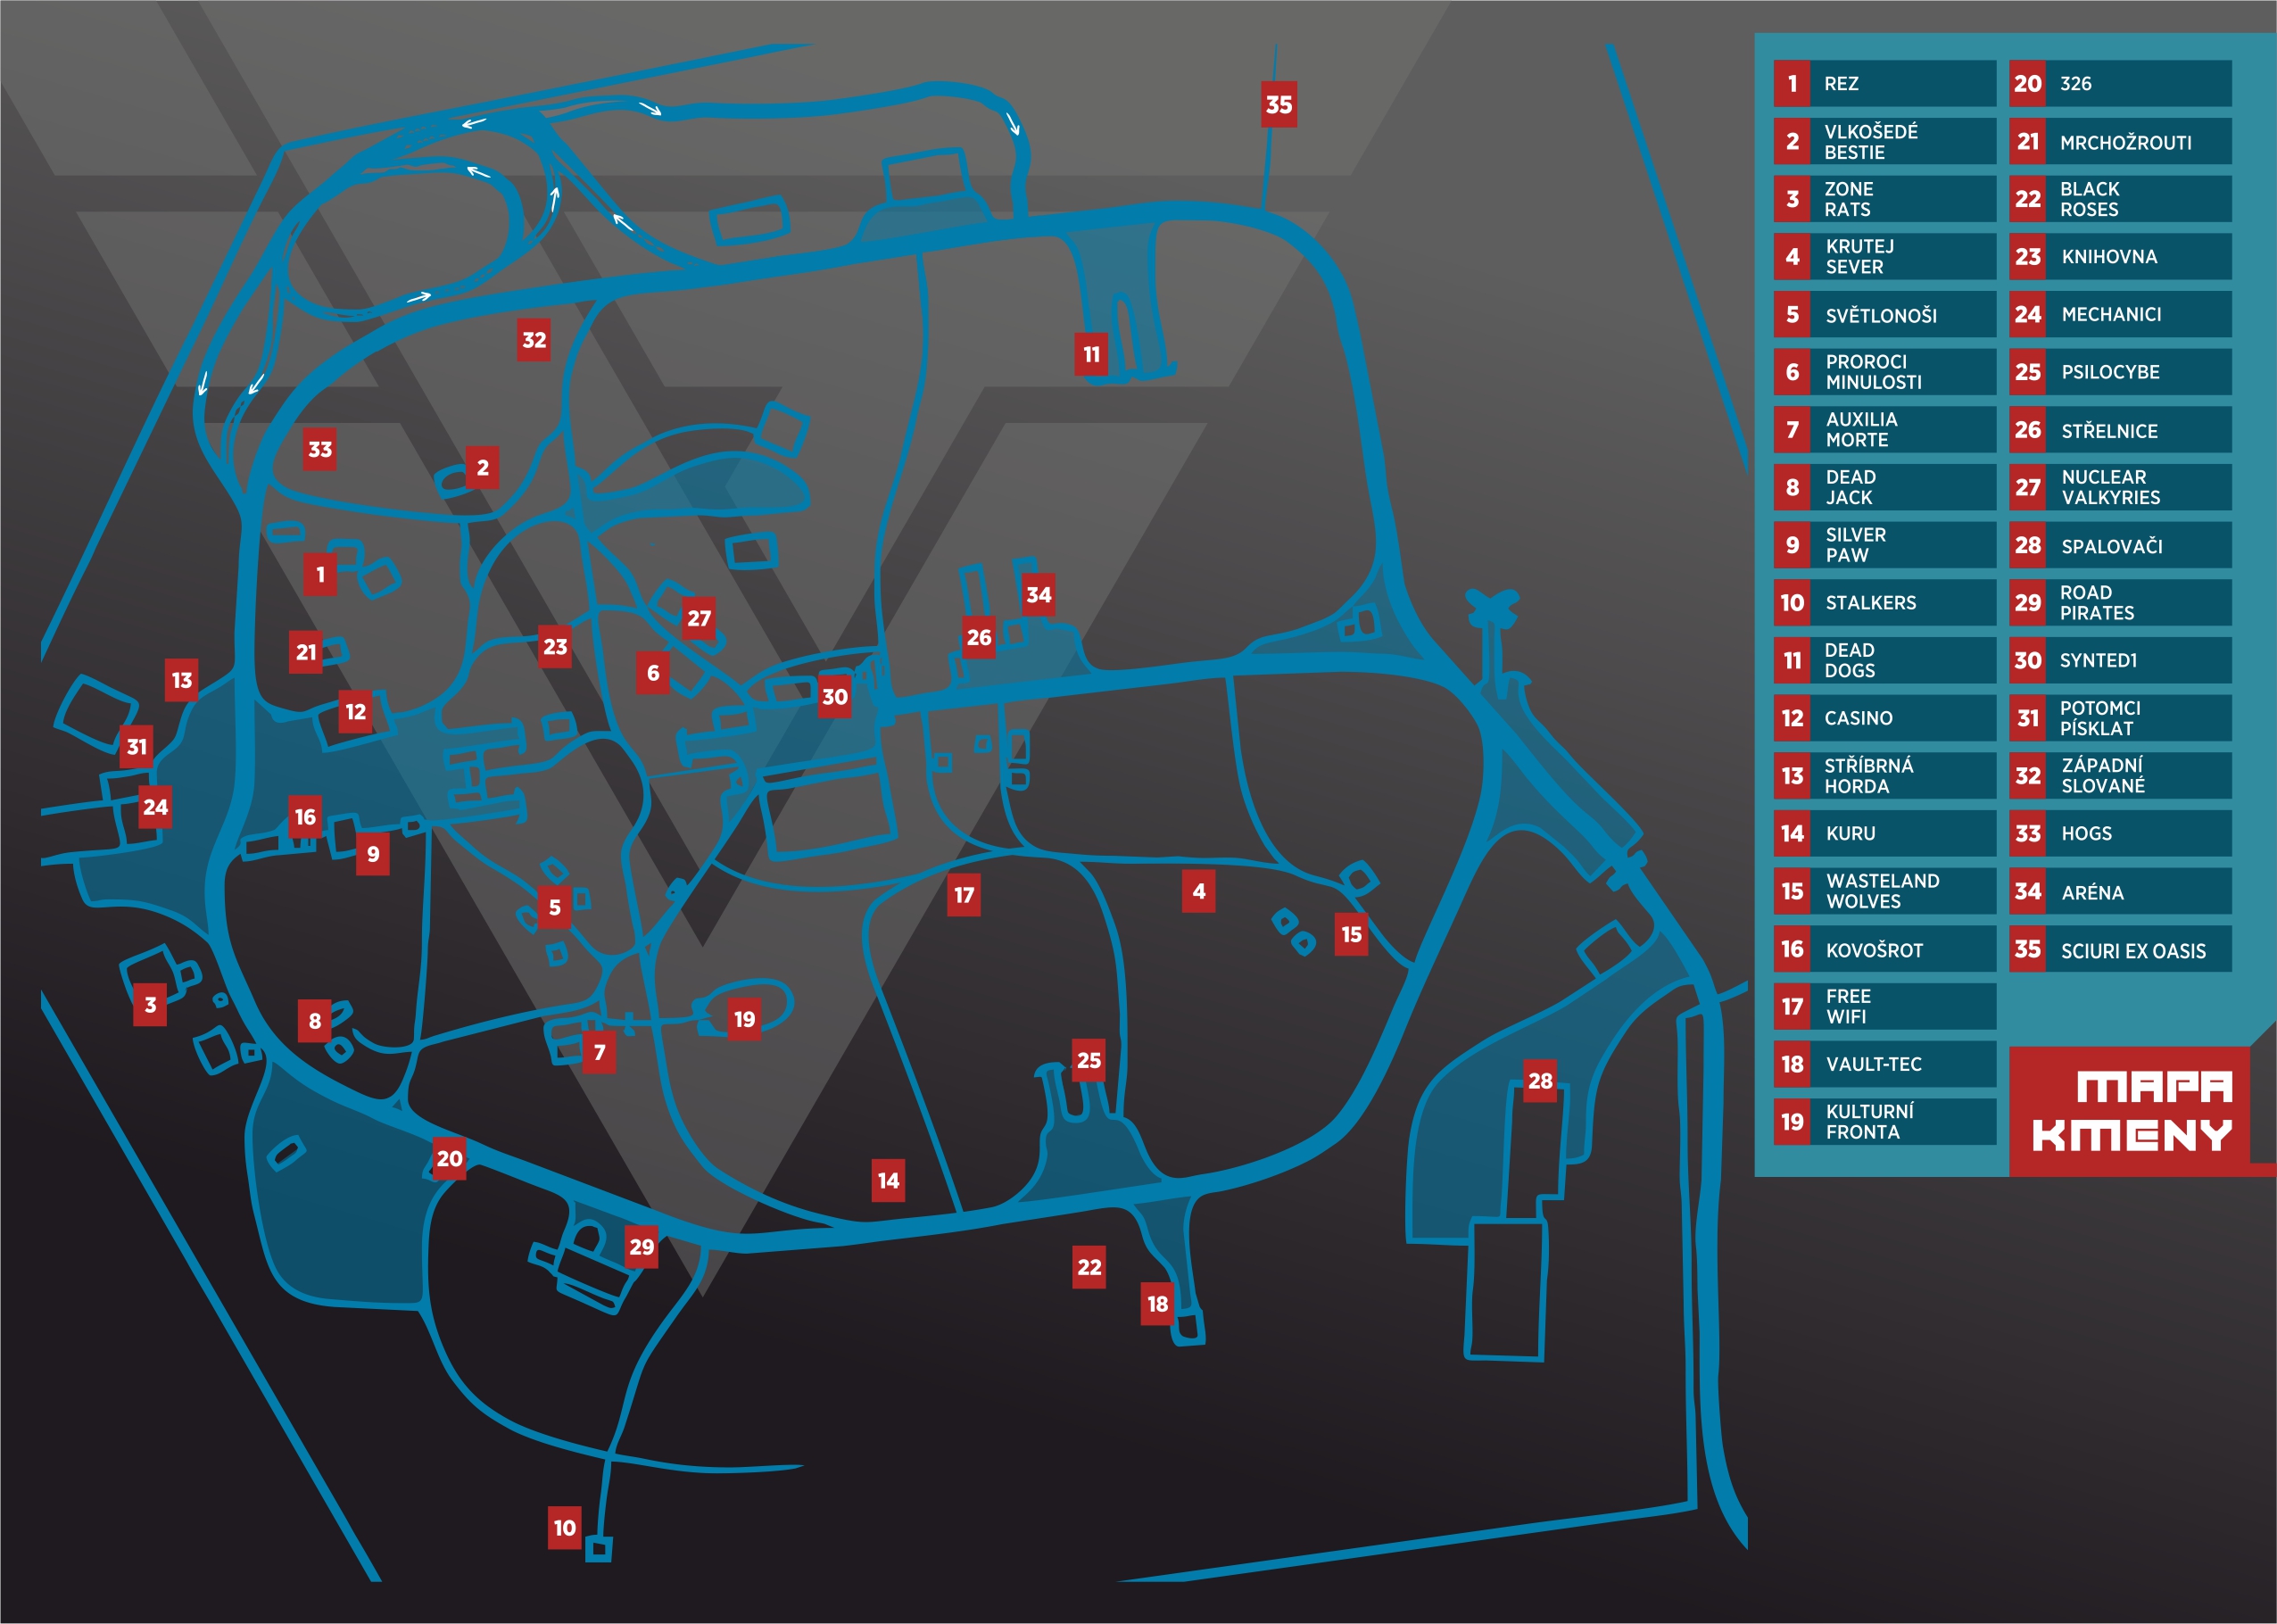 35
32
11
33
2
1
34
27
26
23
21
6
13
30
12
31
24
16
9
4
17
5
15
3
8
19
7
25
28
20
14
29
22
18
10
1 REZ
2 VLKOŠEDÉ
BESTIE
3 ZONE
RATS
4 KRUTEJ
SEVER
5 SVĚTLONOŠI
6 PROROCI
MINULOSTI
7 AUXILIA
MORTE
8 DEAD
JACK
9 SILVER
PAW
10 STALKERS
11 DEAD
DOGS
12 CASINO
13 STŘÍBRNÁ
HORDA
14 KURU
15 WASTELAND
WOLVES
16 KOVOŠROT
17 FREE
WIFI
18 VAULT-TEC
19 KULTURNÍ
FRONTA
20 326
21 MRCHOŽROUTI
22 BLACK
ROSES
23 KNIHOVNA
24 MECHANICI
25 PSILOCYBE
26 STŘELNICE
27 NUCLEAR
VALKYRIES
28 SPALOVAČI
29 ROAD
PIRATES
30 SYNTED1
31 POTOMCI
PÍSKLAT
32 ZÁPADNÍ
SLOVANÉ
33 HOGS
34 ARÉNA
35 SCIURI EX OASIS
MAPA
KMENY